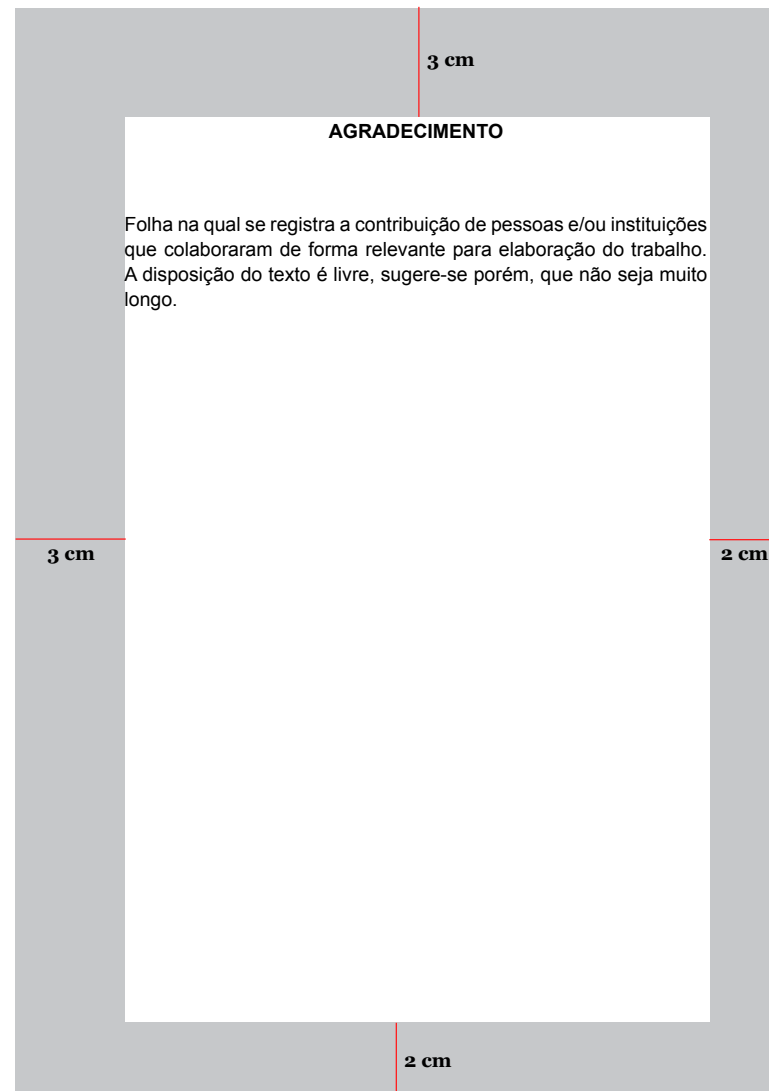 3 cm
AGRADECIMENTO
Folha na qual se registra a contribuição de pessoas e/ou instituições
que colaboraram de forma relevante para elaboração do trabalho.
A disposição do texto é livre, sugere-se porém, que não seja muito
longo.
3 cm
2 cm
2 cm